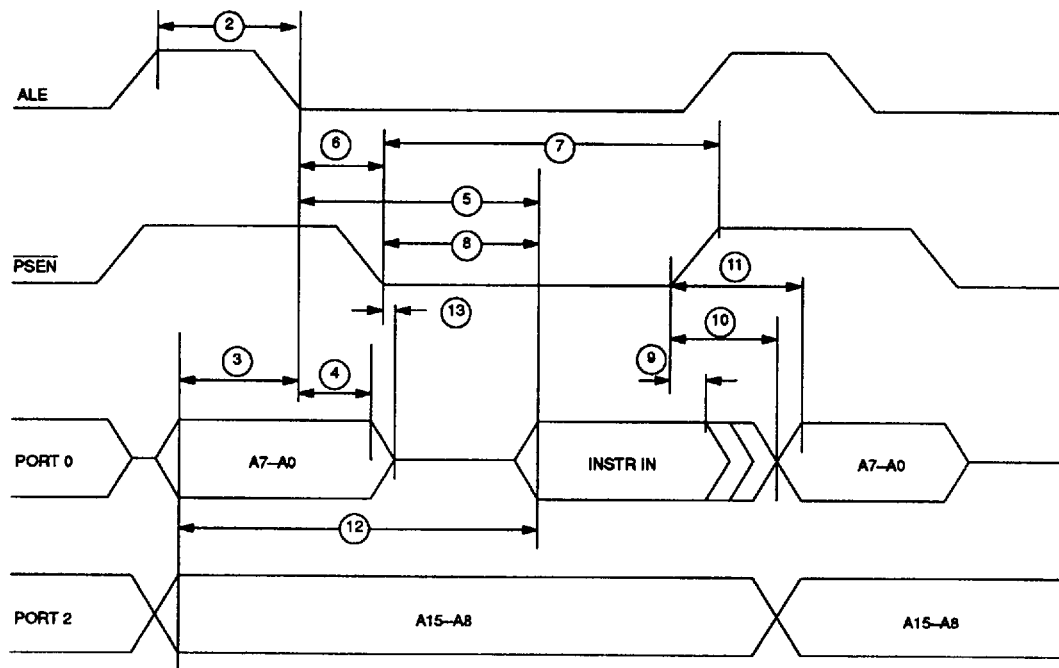 2
ALE
6
7
5
8
PSEN
11
13
10
9
3
4
PORT 0
A7–A0
INSTR IN
A7–A0
12
PORT 2
A15–A8
A15–A8